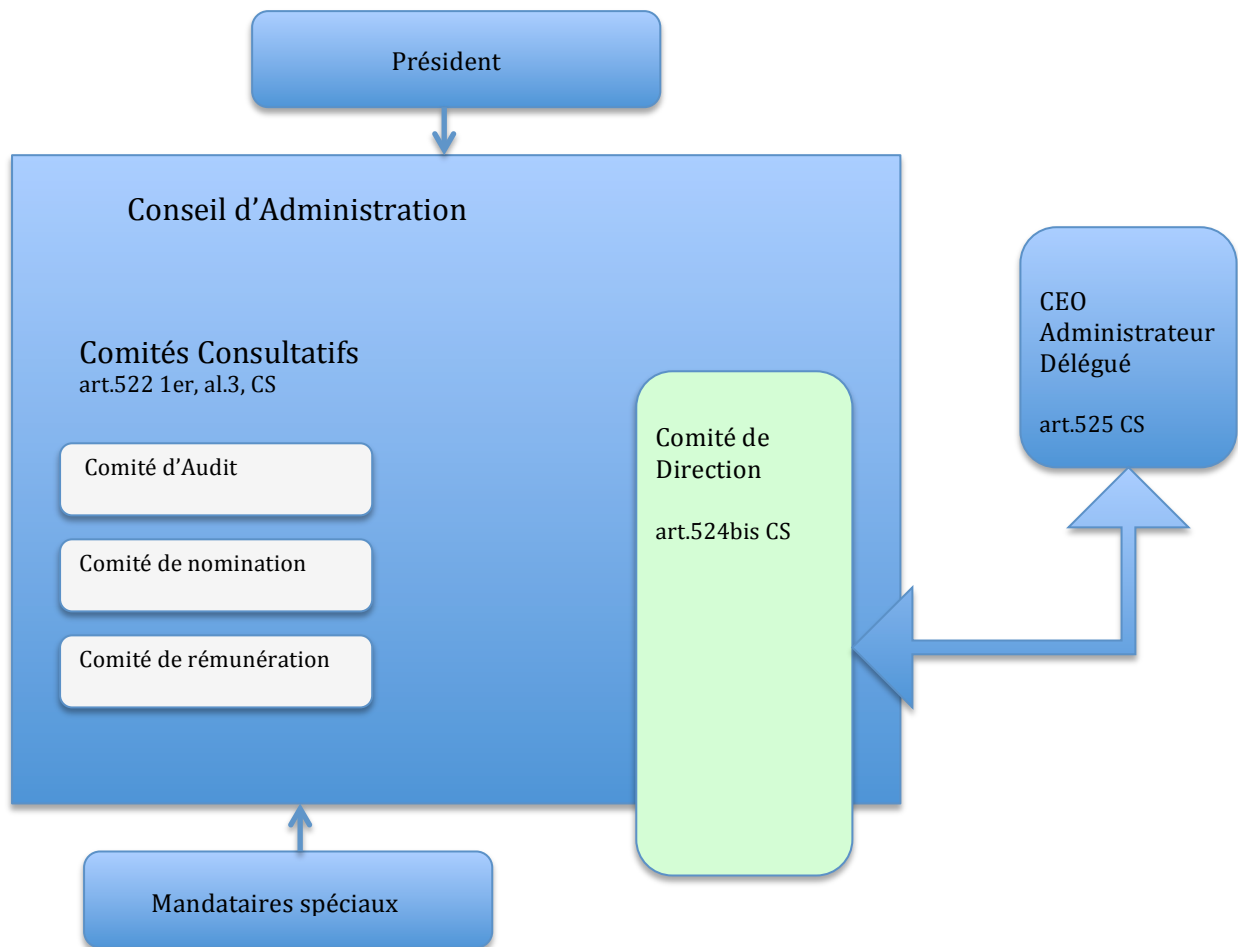 Président
Conseil d’Administration
Comités Consultatifs
art.522 1er, al.3, CS
Comité d’Audit
Comité de nomination
Comité de rémunération
Comité de
Direction
art.524bis CS
CEO
Administrateur
Délégué
art.525 CS
Mandataires spéciaux